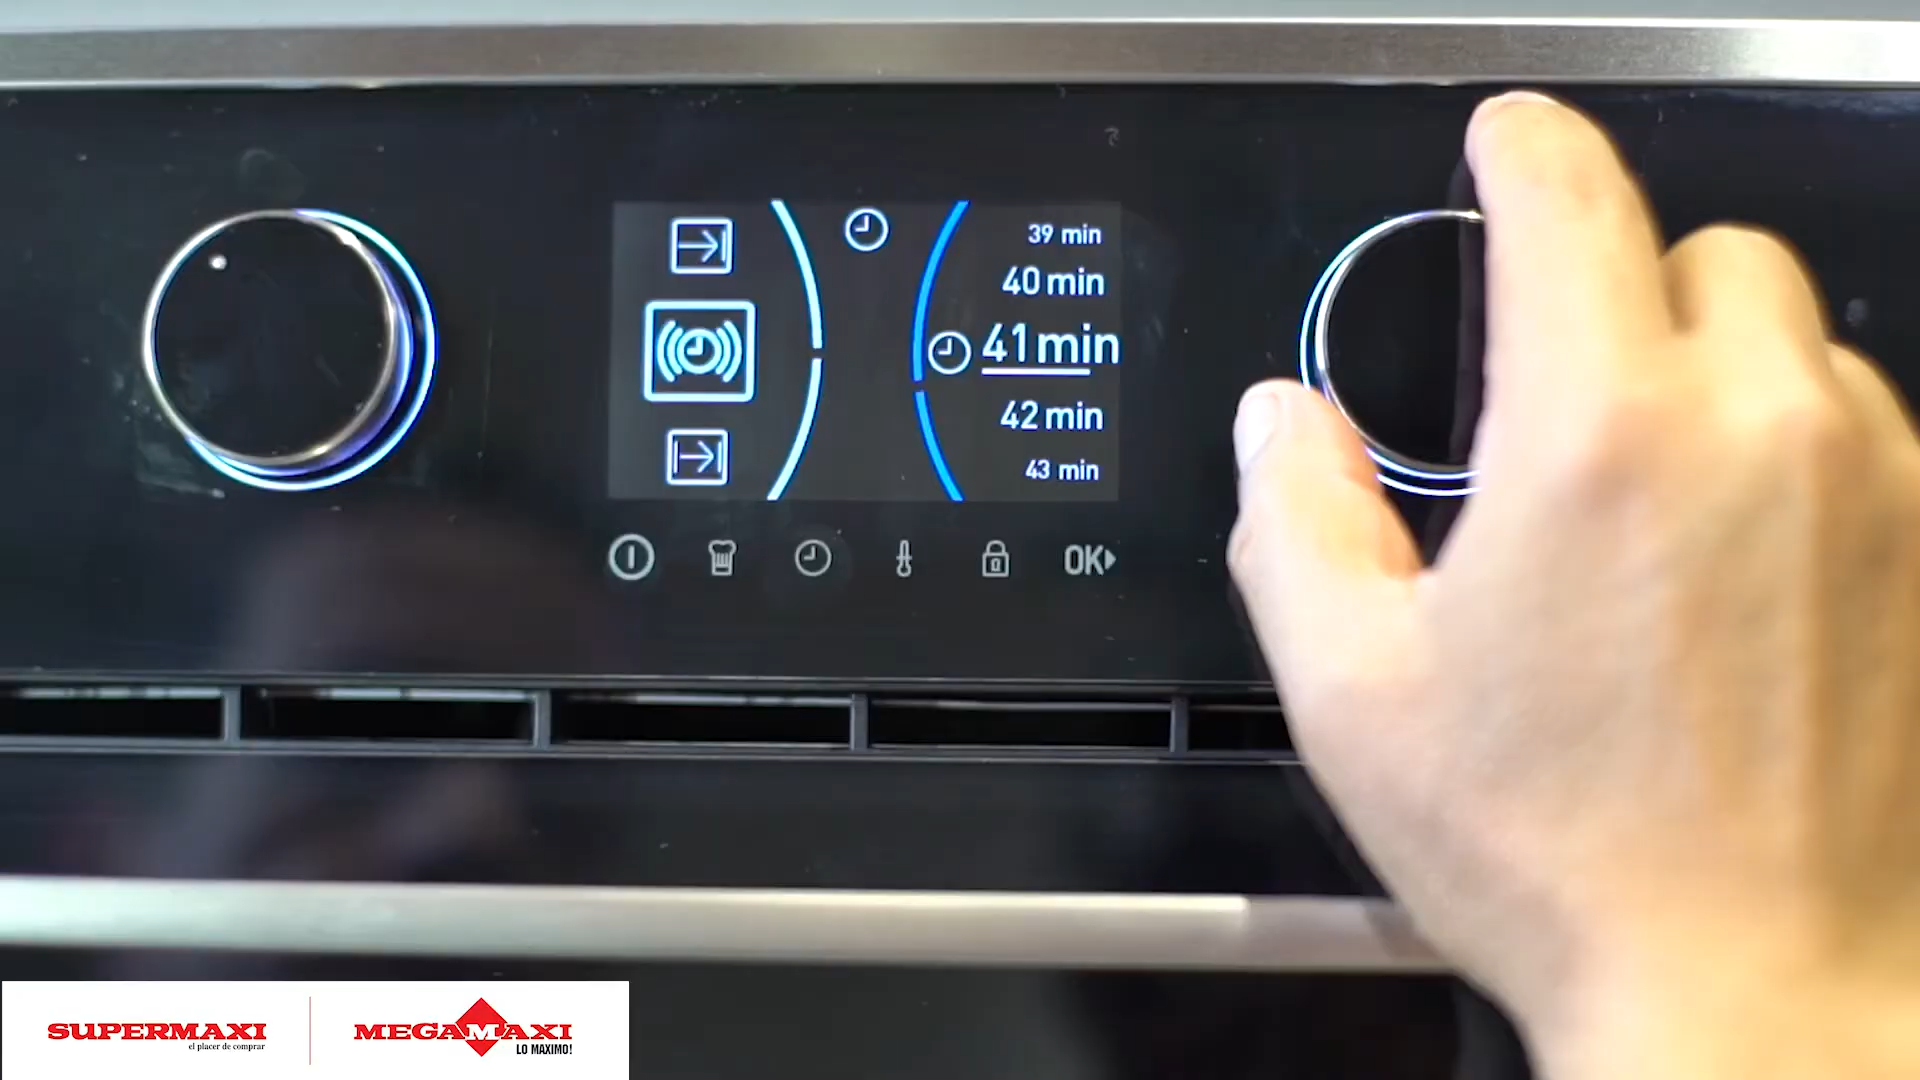 39 min
40 min
41 min
42 min
43 min
OK
SUPERMAXI
el placer de comprar
MEGAMAXI
LO MAXIMO!